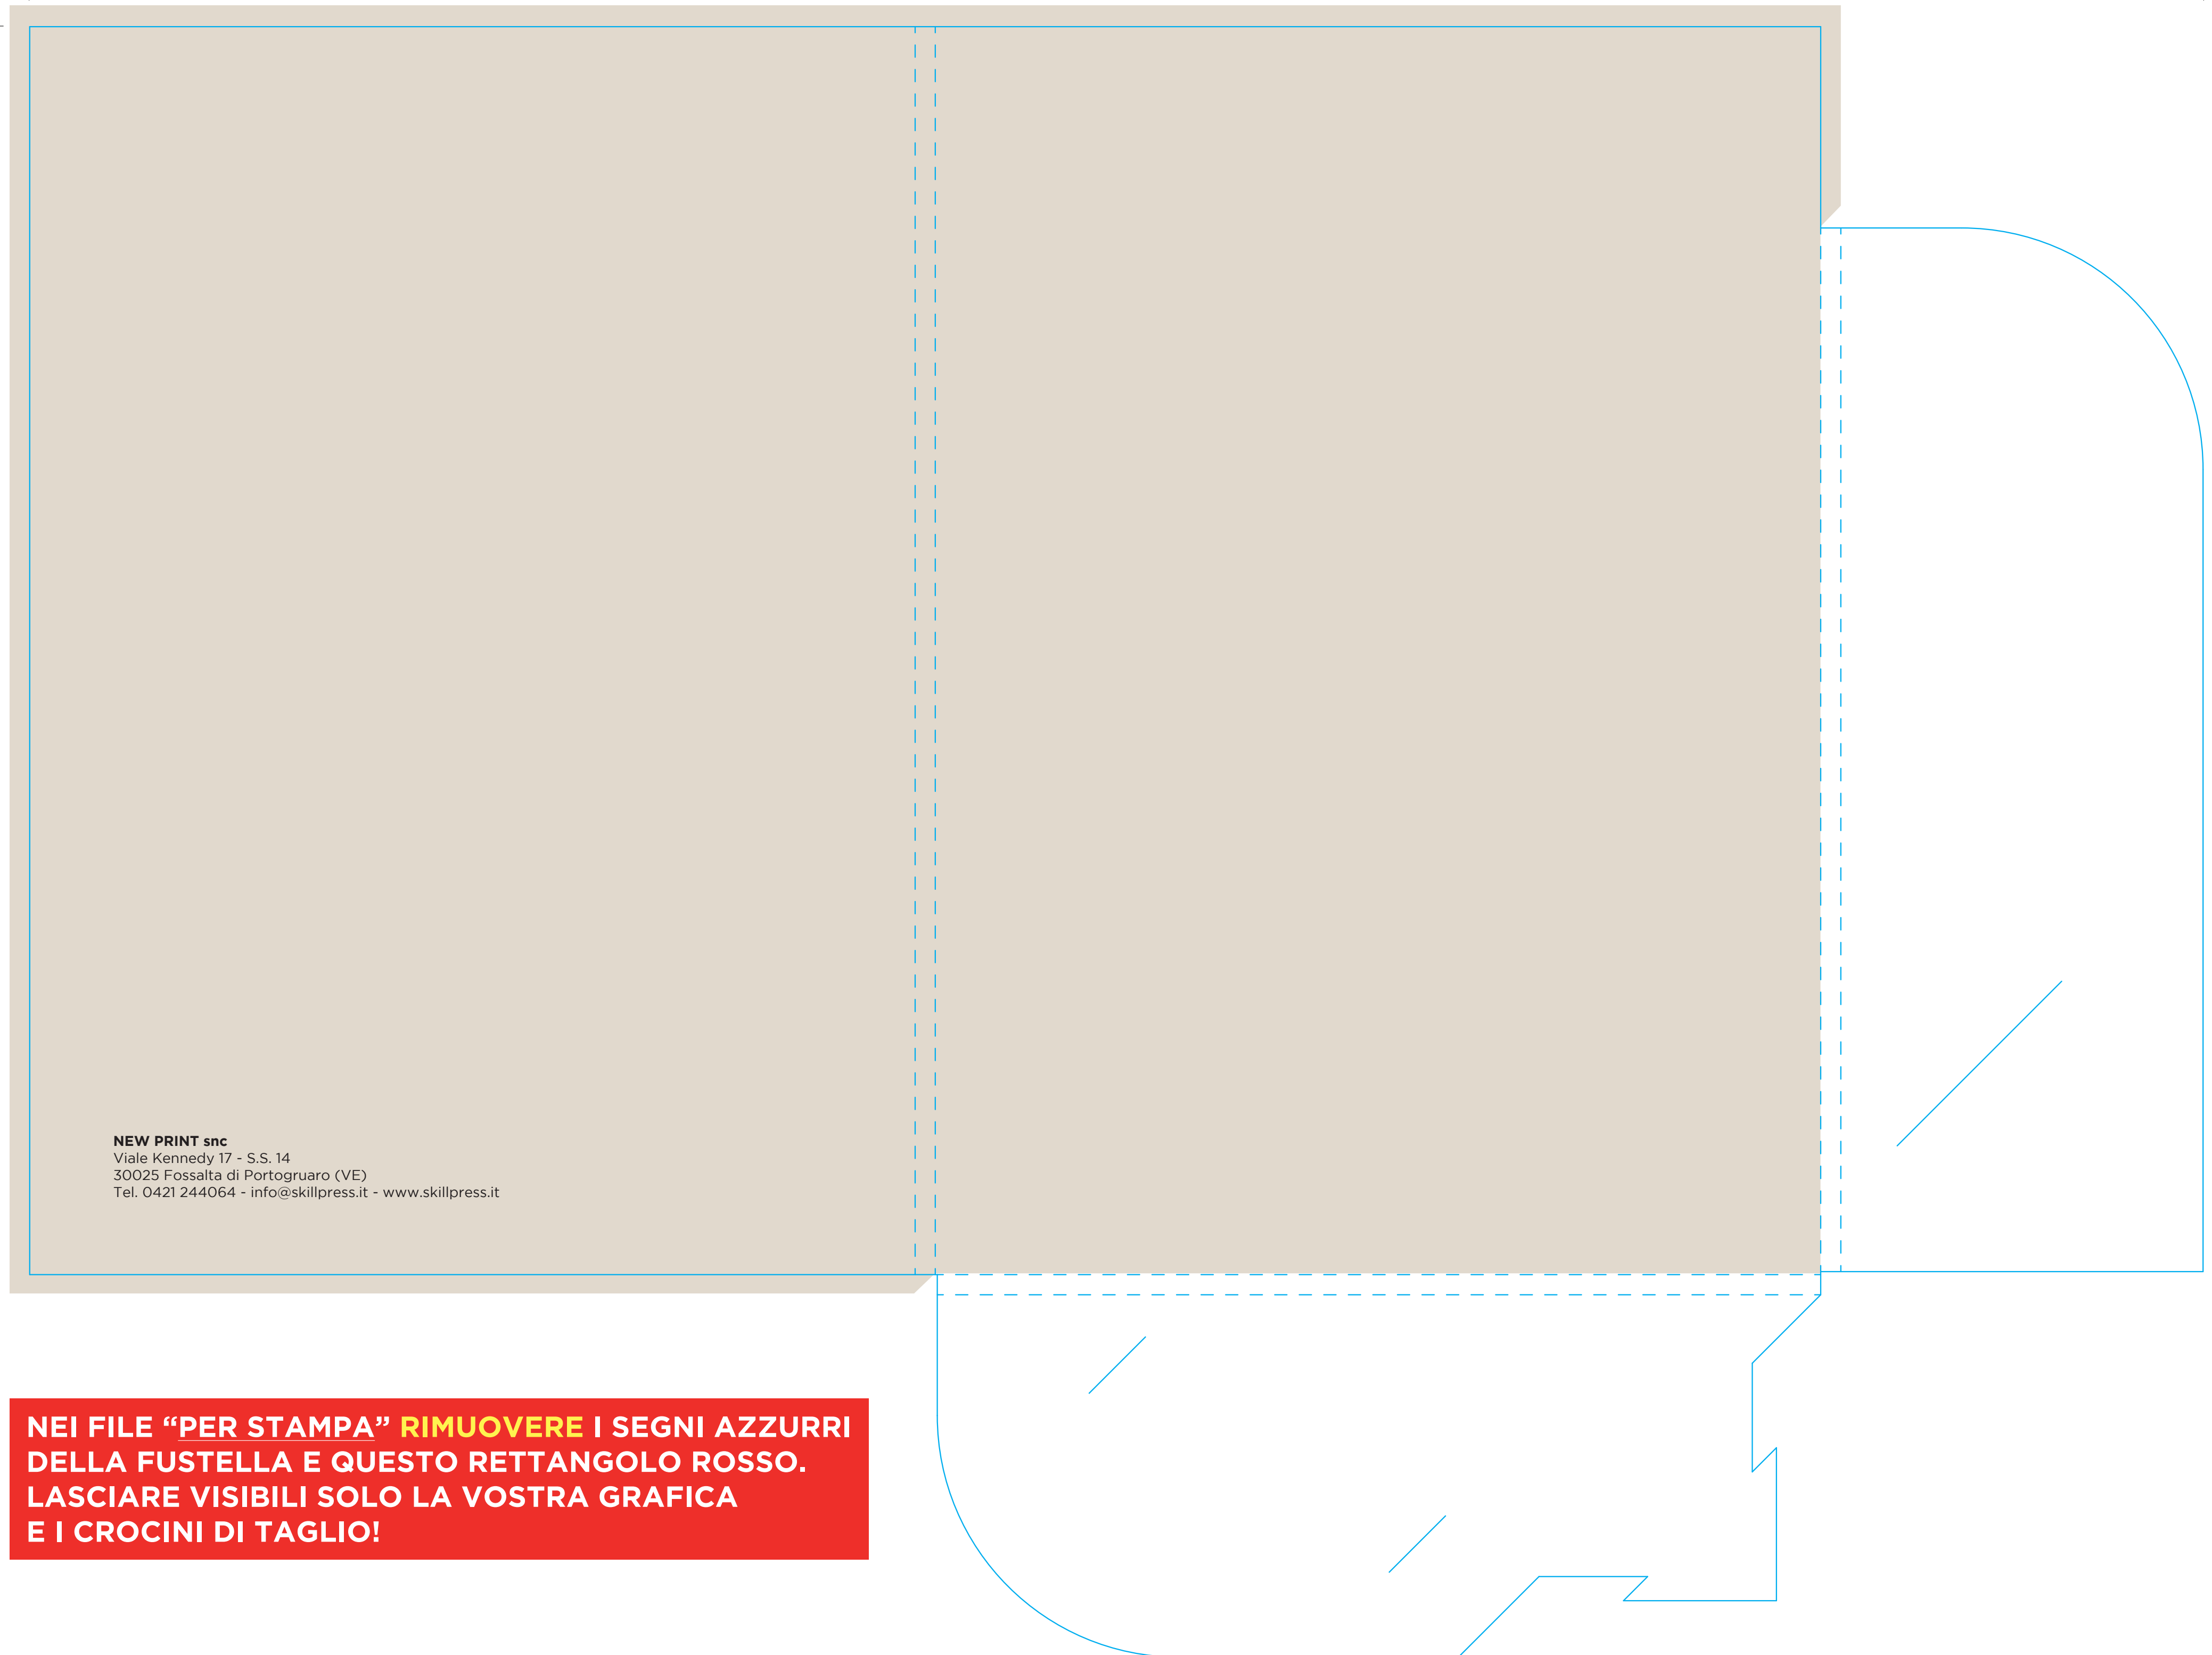 NEW PRINT snc
Viale Kennedy 17 - S.S. 14
30025 Fossalta di Portogruaro (VE)
Tel. 0421 244064 - info@skillpress.it - www.skillpress.it
NEI FILE “PER STAMPA” RIMUOVERE I SEGNI AZZURRI
DELLA FUSTELLA E QUESTO RETTANGOLO ROSSO.
LASCIARE VISIBILI SOLO LA VOSTRA GRAFICA
E I CROCINI DI TAGLIO!